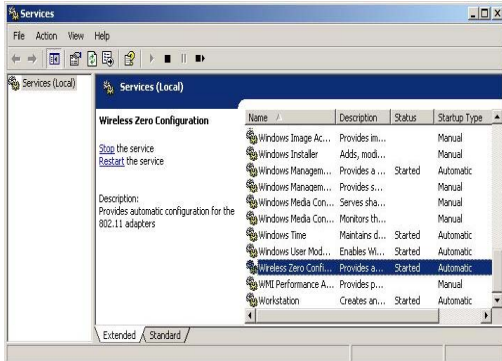 Services
File Action View Help
Services (Local)
Services (Local)
Wireless Zero Configuration
Stop the service
Restart the service
Description:
Provides automatic configuration for the
802.11 adapters
Name Description Status Startup Type
Windows Image Ac... Provides im... Manual
Windows Installer Adds, modi... Manual
Windows Managem... Provides a ... Started Automatic
Windows Managem... Provides s... Manual
Windows Media Con... Serves sha... Manual
Windows Media Con... Monitors th... Manual
Windows Time Maintains d... Started Automatic
Windows User Mod... Enables Wi... Started Automatic
Wireless Zero Confi... Provides a... Started Automatic
WMI Performance A... Provides p... Manual
Workstation Creates an... Started Automatic
Extended Standard